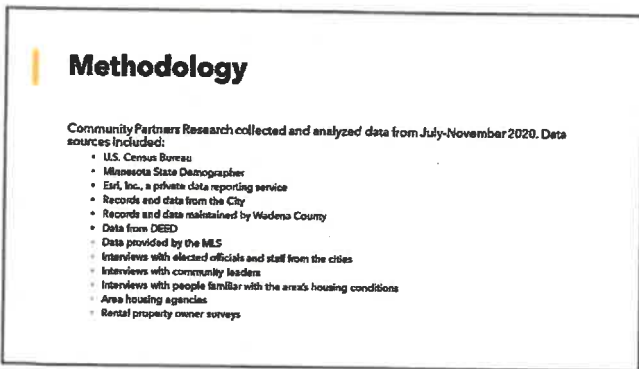 Methodology
Community Partners Research collected and analyzed data from July-November 2020. Data
sources included:
• U.S. Census Bureau
• Minnesota State Demographer
• Esri, Inc., a private data reporting service
• Records and data from the City
• Records and data maintained by Wadena County
• Data from DEED
• Data provided by the MLS
• Interviews with elected officials and staff from the cities
• Interviews with community leaders
• Interviews with people familiar with the area's housing conditions
• Area housing agencies
• Rental property owner surveys